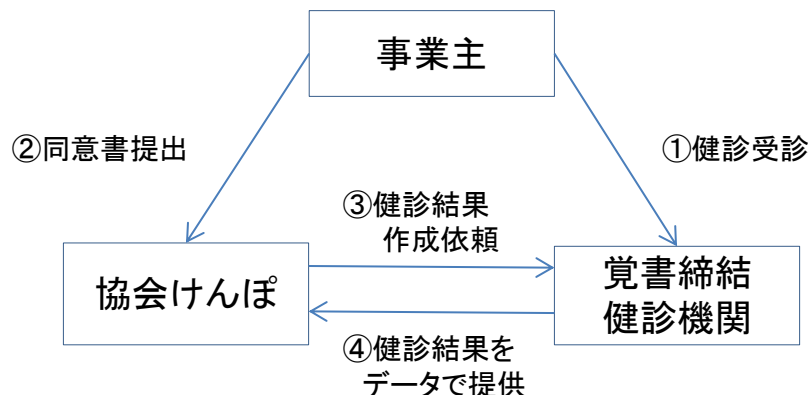 事業主
②同意書提出
①健診受診
③健診結果
作成依頼
協会けんぽ
覚書締結
健診機関
④健診結果を
データで提供